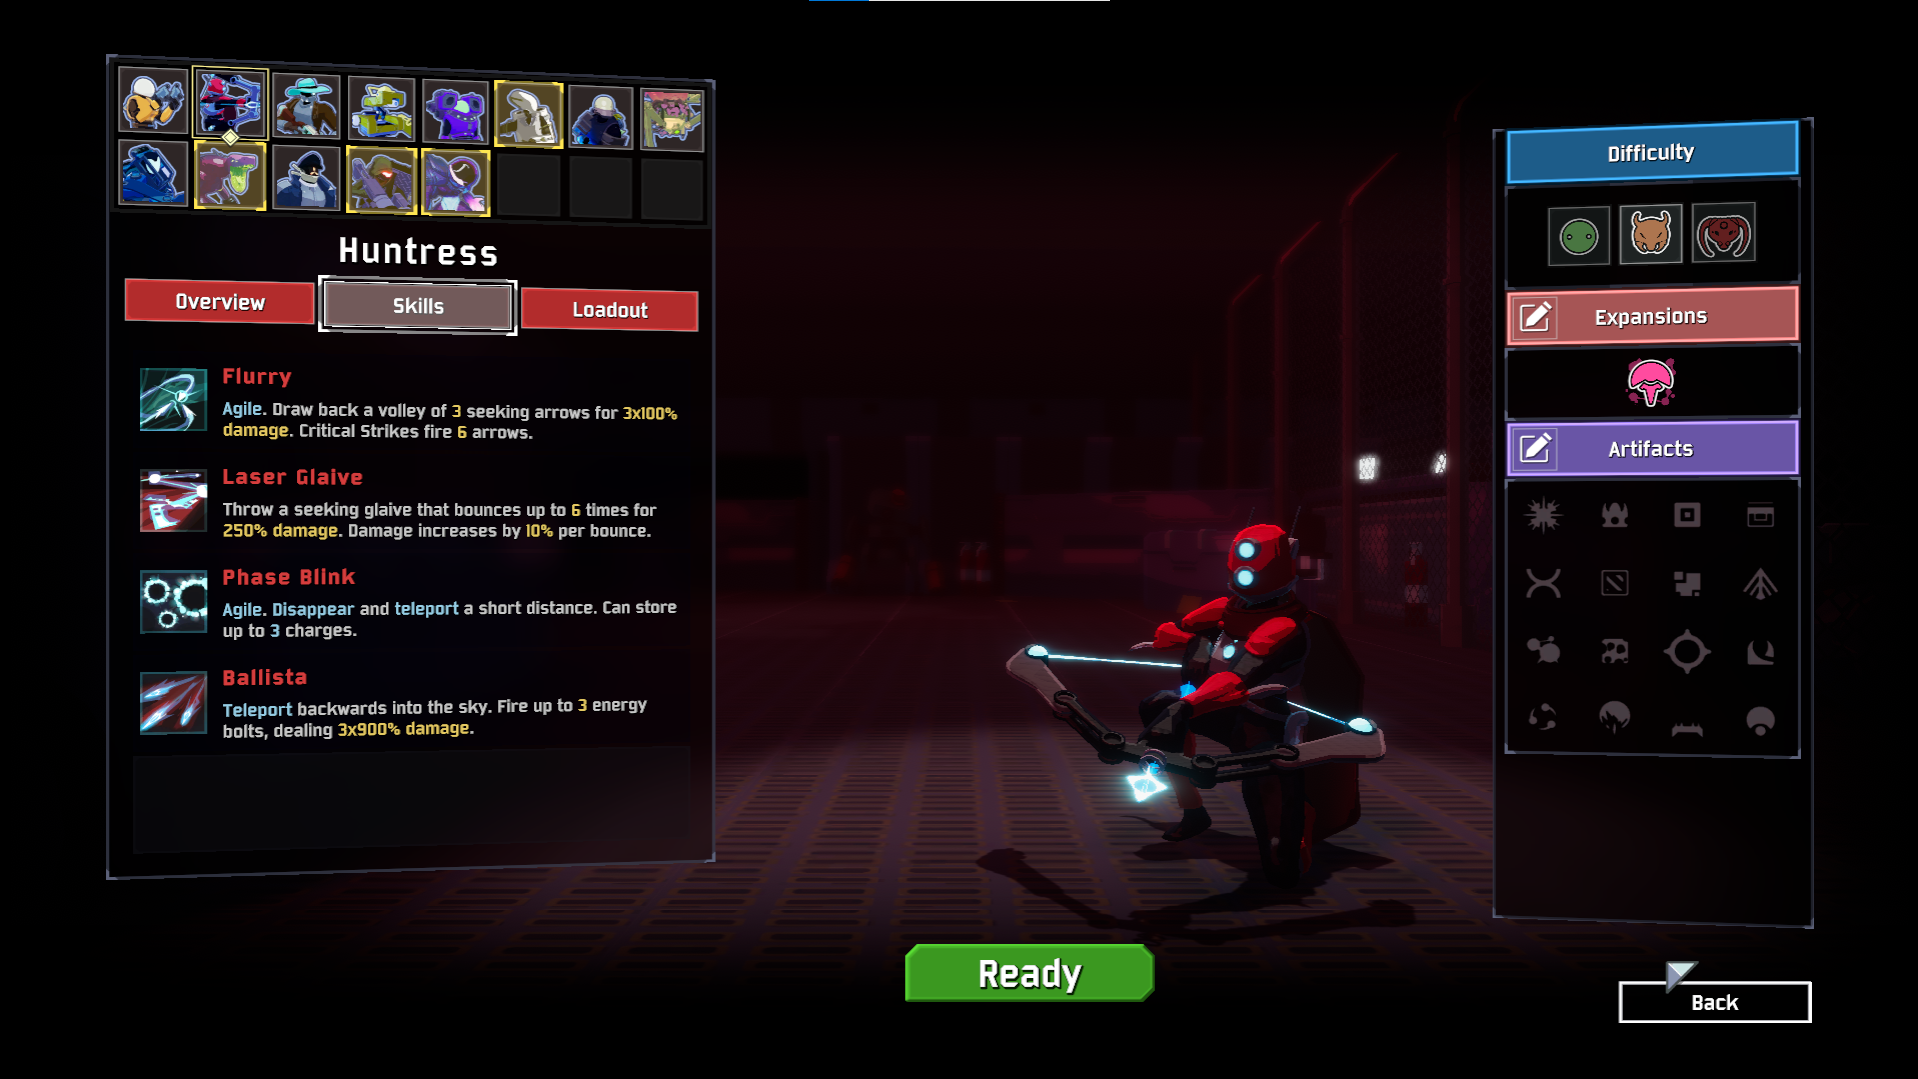 Huntress
Overview
Skills
Loadout
Flurry
Agile. Draw back a volley of 3 seeking arrows for 3x100%
damage. Critical Strikes fire 6 arrows.
Laser Glaive
Throw a seeking glaive that bounces up to 6 times for
250% damage. Damage increases by 10% per bounce.
Phase Blink
Agile. Disappear and teleport a short distance. Can store
up to 3 charges.
Ballista
Teleport backwards into the sky. Fire up to 3 energy
bolts, dealing 3x900% damage.
Difficulty
Expansions
Artifacts
Ready
Back